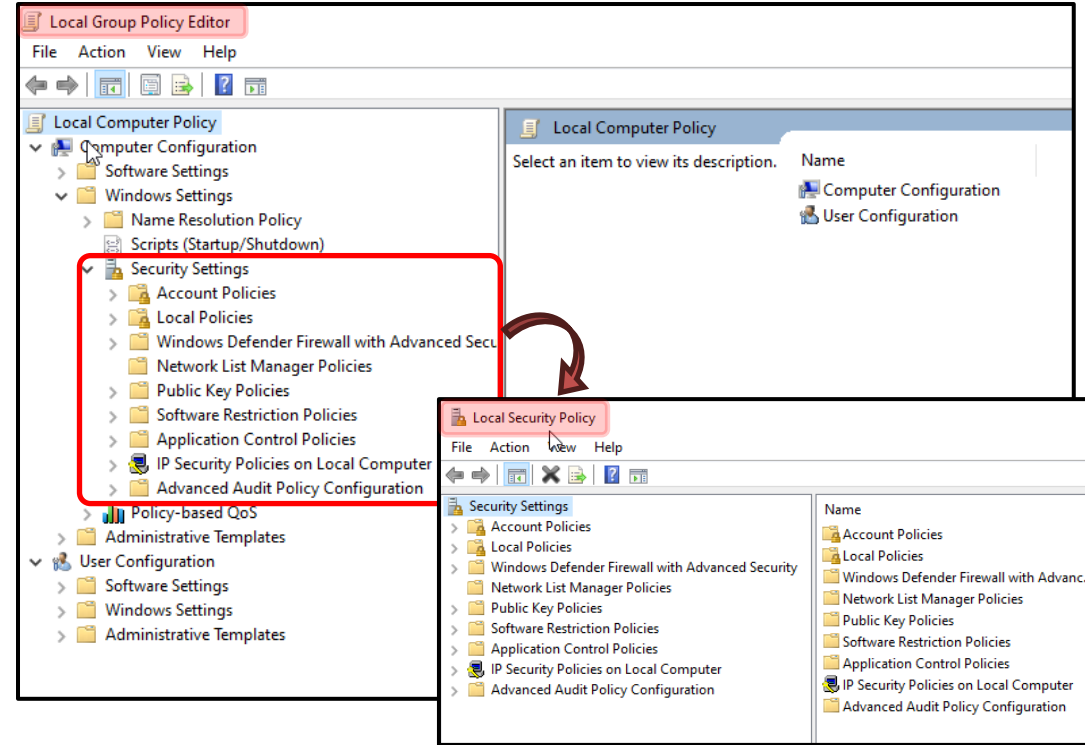 Local Group Policy Editor
File Action View Help
Local Computer Policy
Computer Configuration
Software Settings
Windows Settings
Name Resolution Policy
Scripts (Startup/Shutdown)
Security Settings
Account Policies
Local Policies
Windows Defender Firewall with Advanced Secu
Network List Manager Policies
Public Key Policies
Software Restriction Policies
Application Control Policies
IP Security Policies on Local Computer
Advanced Audit Policy Configuration
Policy-based QoS
Administrative Templates
User Configuration
Software Settings
Windows Settings
Administrative Templates
Local Computer Policy
Select an item to view its description.
Name
Computer Configuration
User Configuration
Local Security Policy
File Action View Help
Security Settings
Account Policies
Local Policies
Windows Defender Firewall with Advanced Security
Network List Manager Policies
Public Key Policies
Software Restriction Policies
Application Control Policies
IP Security Policies on Local Computer
Advanced Audit Policy Configuration
Name
Account Policies
Local Policies
Windows Defender Firewall with Advanc.
Network List Manager Policies
Public Key Policies
Software Restriction Policies
Application Control Policies
IP Security Policies on Local Computer
Advanced Audit Policy Configuration